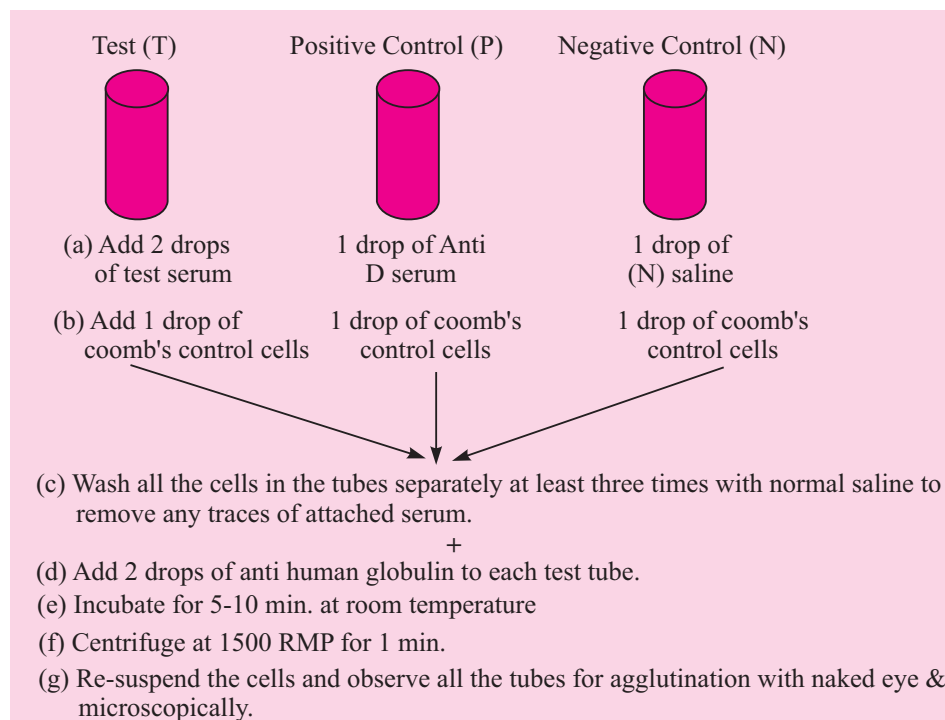 Test (T) Positive Control (P) Negative Control (N)
(a) Add 2 drops 1 drop of Anti 1 drop of
of test serum D serum (N) saline
(b) Add 1 drop of 1 drop of coomb's 1 drop of coomb's
coomb's control cells control cells control cells
(c) Wash all the cells in the tubes separately at least three times with normal saline to
remove any traces of attached serum.
+
(d) Add 2 drops of anti human globulin to each test tube.
(e) Incubate for 5-10 min. at room temperature
(f) Centrifuge at 1500 RMP for 1 min.
(g) Re-suspend the cells and observe all the tubes for agglutination with naked eye &
microscopically.